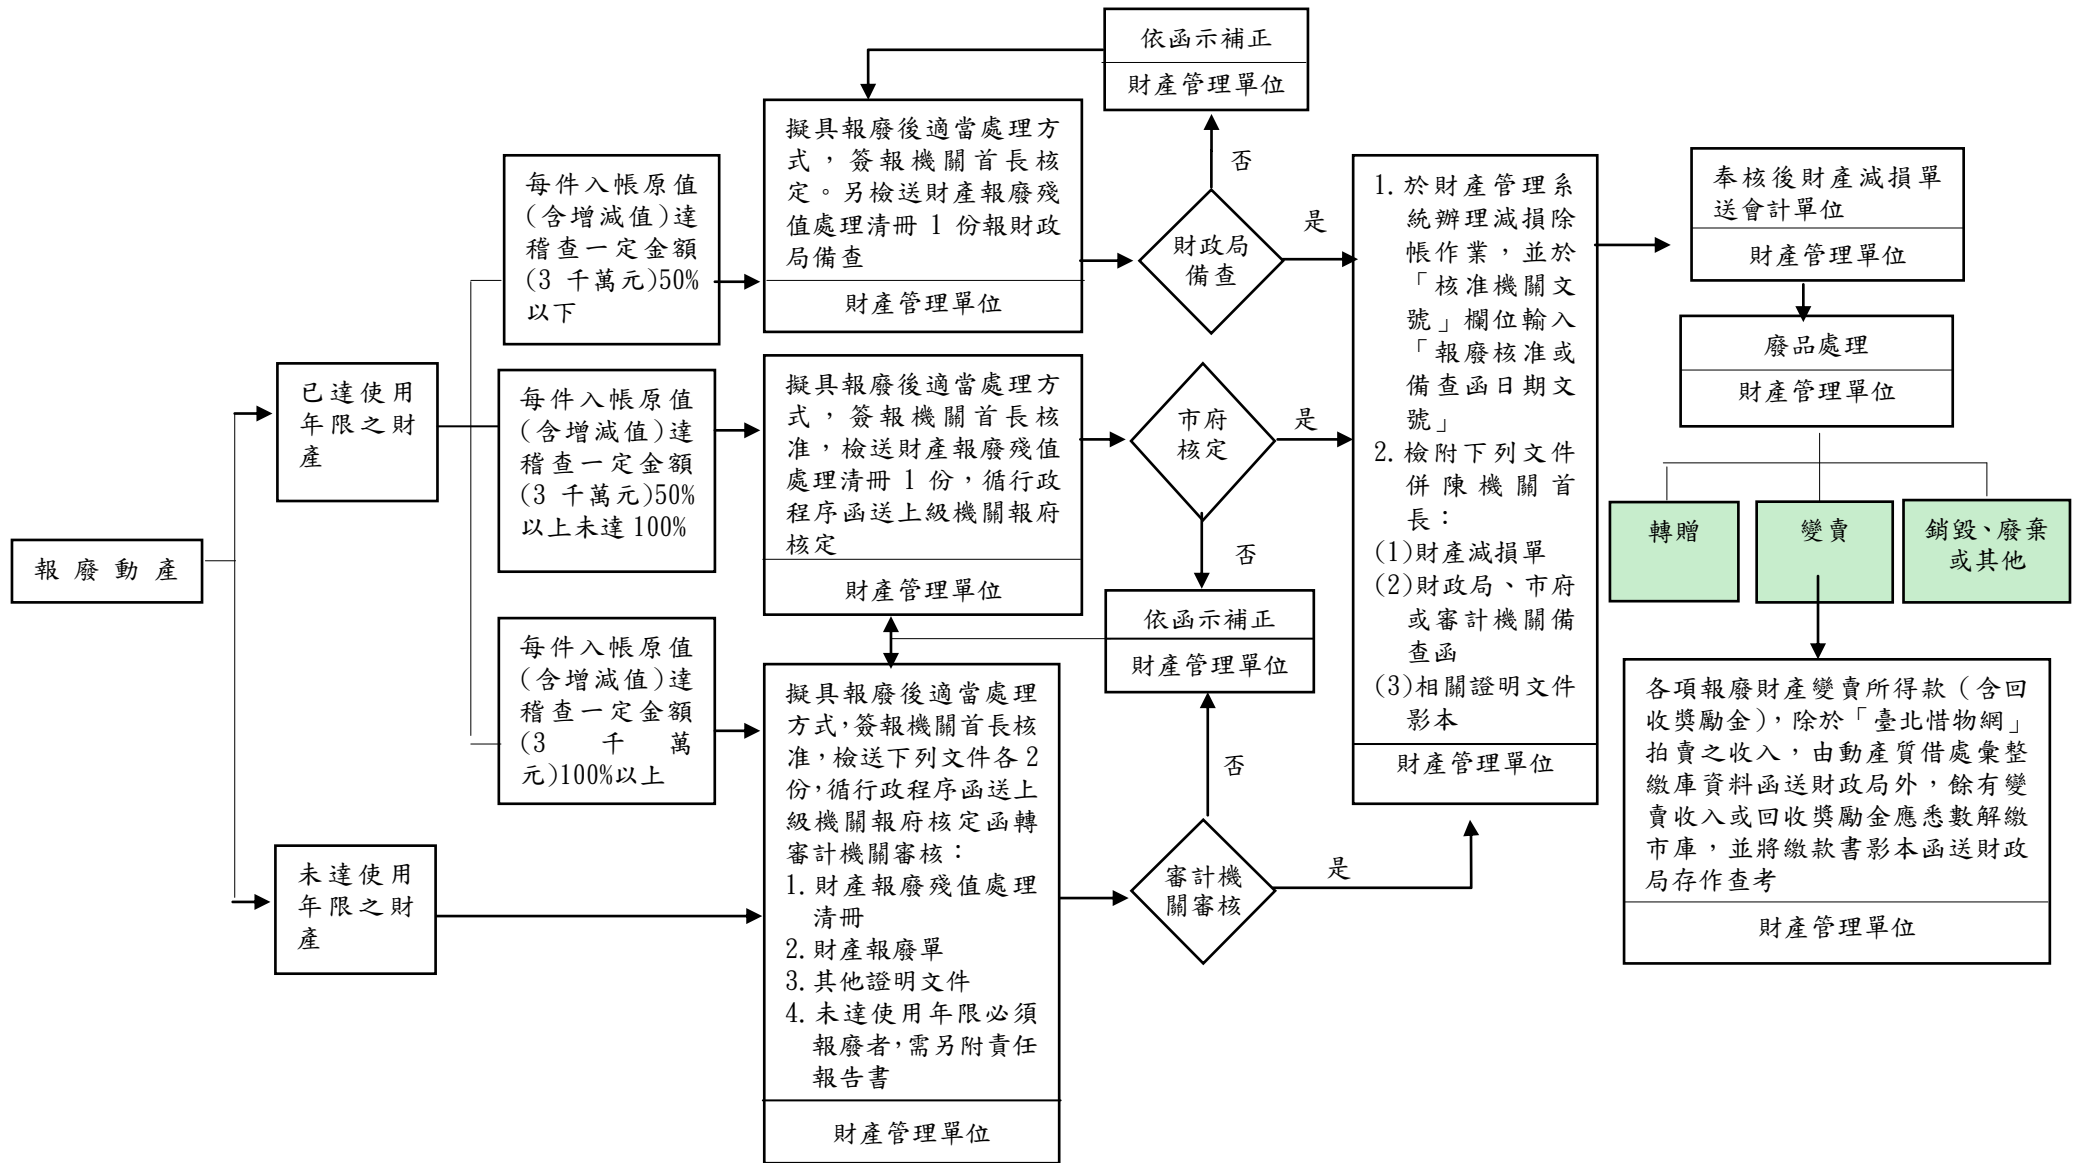 報廢動產
已達使用
年限之財
產
未達使用
年限之財
產
每件入帳原值
(含增減值)達
稽查一定金額
(3 千萬元)50%
以下
每件入帳原值
(含增減值)達
稽查一定金額
(3 千萬元)50%
以上未達 100%
每件入帳原值
(含增減值)達
稽查一定金額
(3 千萬
元)100%以上
擬具報廢後適當處理方
式，簽報機關首長核
定。另檢送財產報廢殘
值處理清冊 1 份報財政
局備查
財產管理單位
擬具報廢後適當處理方
式，簽報機關首長核
准，檢送財產報廢殘值
處理清冊 1 份，循行政
程序函送上級機關報府
核定
財產管理單位
擬具報廢後適當處理
方式，簽報機關首長核
准，檢送下列文件各 2
份，循行政程序函送上
級機關報府核定函轉
審計機關審核：
1. 財產報廢殘值處理
清冊
2. 財產報廢單
3. 其他證明文件
4. 未達使用年限必須
報廢者，需另附責任
報告書
財產管理單位
依函示補正
財產管理單位
否
財政局
備查
是
市府
核定
是
否
依函示補正
財產管理單位
否
審計機
關審核
是
1. 於財產管理系
統辦理減損除
帳作業，並於
「核准機關文
號」欄位輸入
「報廢核准或
備查函日期文
號」
2. 檢附下列文件
併陳機關首
長：
(1)財產減損單
(2)財政局、市府
或審計機關備
查函
(3)相關證明文件
影本
財產管理單位
奉核後財產減損單
送會計單位
財產管理單位
廢品處理
財產管理單位
轉贈
變賣
銷毀、廢棄
或其他
各項報廢財產變賣所得款（含回
收獎勵金），除於「臺北惜物網」
拍賣之收入，由動產質借處彙整
繳庫資料函送財政局外，餘有變
賣收入或回收獎勵金應悉數解繳
市庫，並將繳款書影本函送財政
局存作查考
財產管理單位